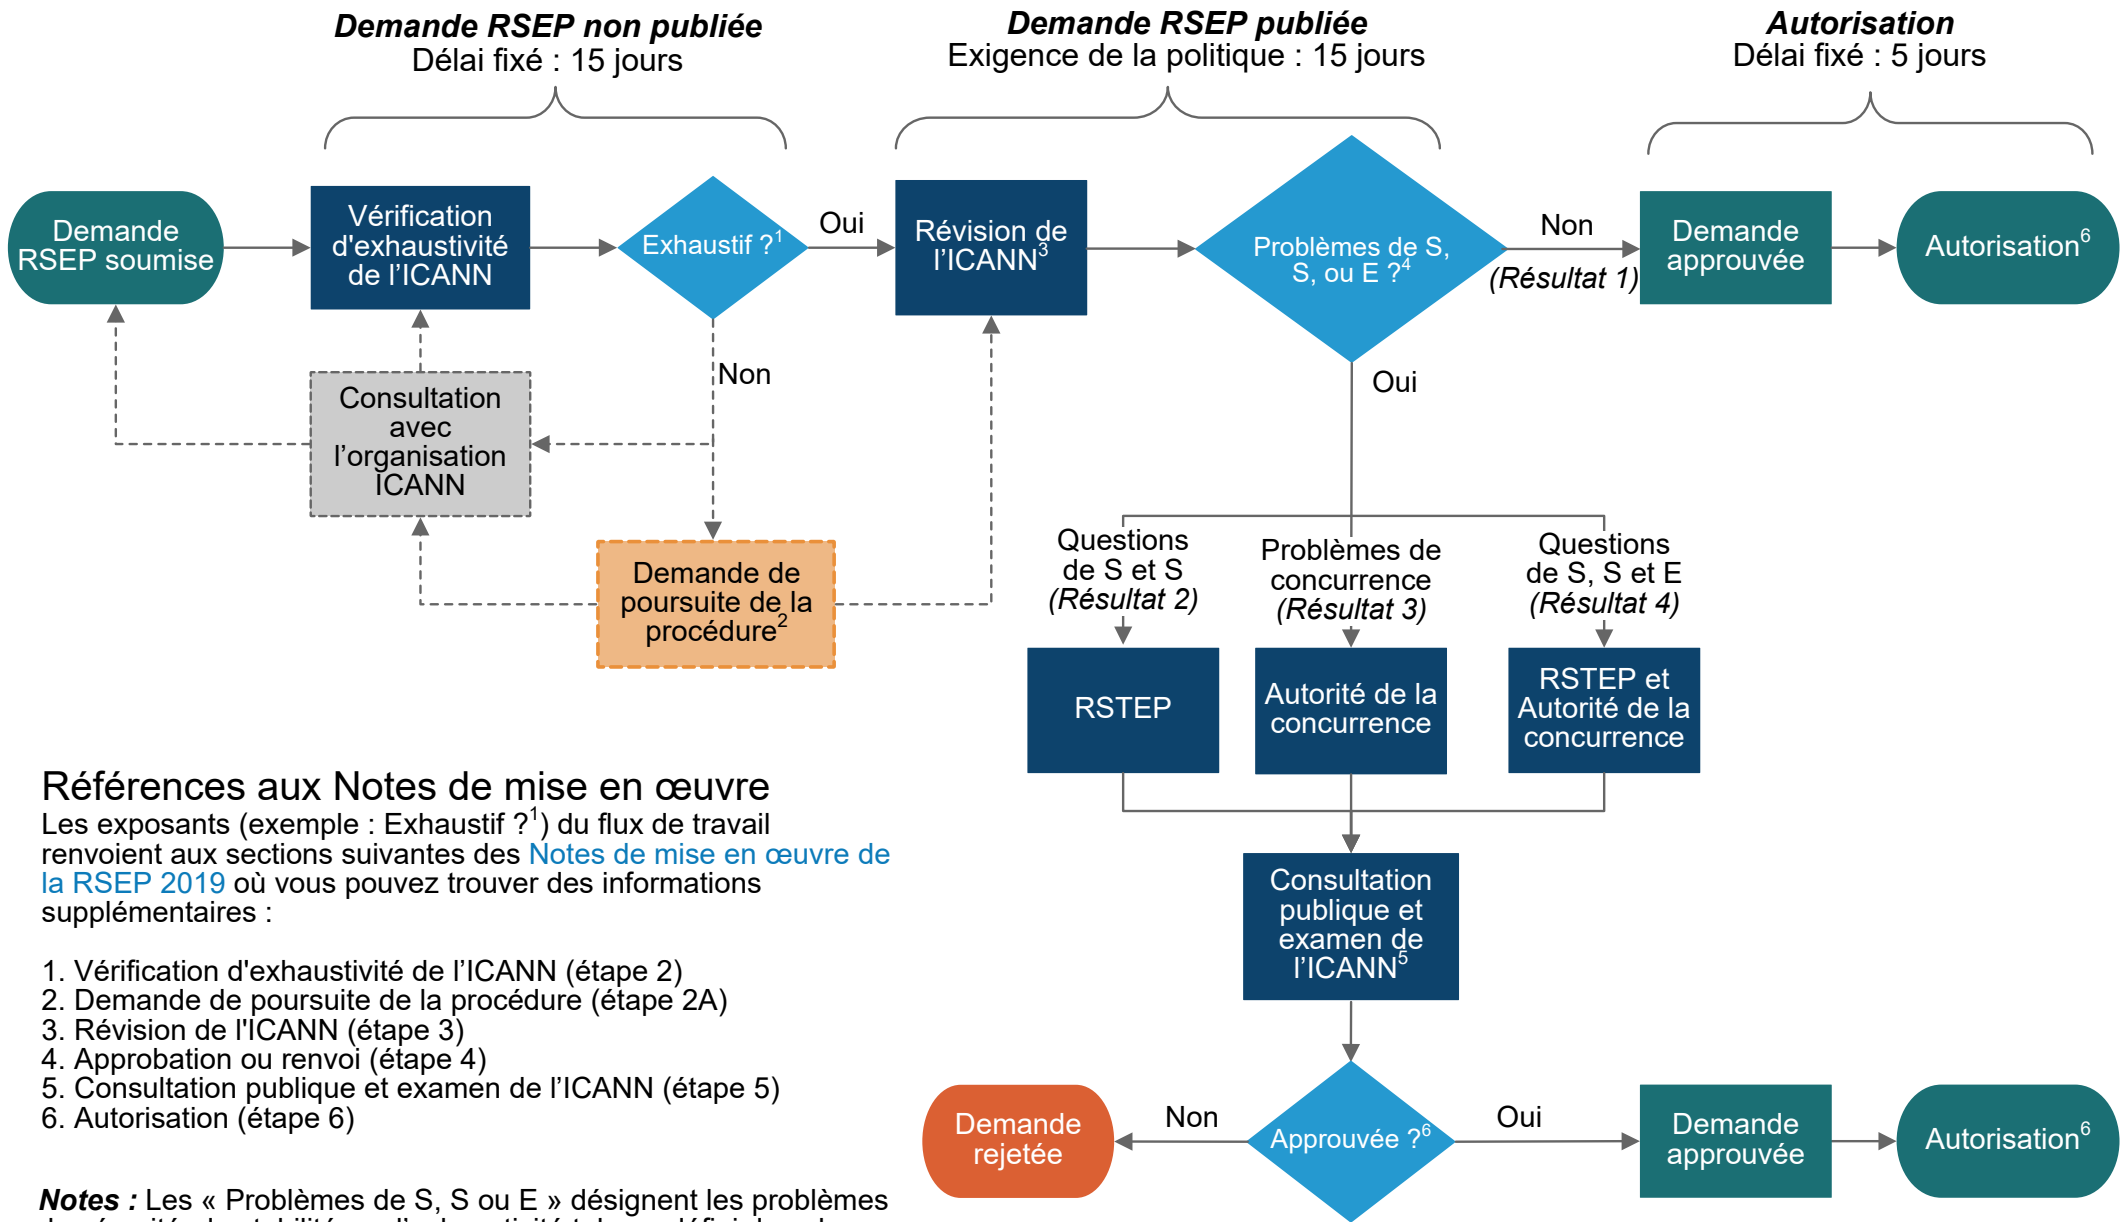 Demande RSEP non publiée
Délai fixé : 15 jours
Demande RSEP publiée
Exigence de la politique : 15 jours
Autorisation
Délai fixé : 5 jours
Demande
RSEP soumise
Vérification
d'exhaustivité
de l’ICANN
Exhaustif ?1
Oui
Révision de
l’ICANN3
Problèmes de S,
S, ou E ?4
Non
(Résultat 1)
Demande
approuvée
Autorisation6
Non
Consultation
avec
l’organisation
ICANN
Demande de
poursuite de la
procédure2
Oui
Questions
de S et S
(Résultat 2)
Problèmes de
concurrence
(Résultat 3)
Questions
de S, S et E
(Résultat 4)
RSTEP
Autorité de la
concurrence
RSTEP et
Autorité de la
concurrence
Consultation
publique et
examen de
l’ICANN5
Approuvée ?6
Non
Demande
rejetée
Oui
Demande
approuvée
Autorisation6
Références aux Notes de mise en œuvre
Les exposants (exemple : Exhaustif ?1) du flux de travail
renvoient aux sections suivantes des Notes de mise en œuvre de
la RSEP 2019 où vous pouvez trouver des informations
supplémentaires :
1. Vérification d'exhaustivité de l’ICANN (étape 2)
2. Demande de poursuite de la procédure (étape 2A)
3. Révision de l'ICANN (étape 3)
4. Approbation ou renvoi (étape 4)
5. Consultation publique et examen de l’ICANN (étape 5)
6. Autorisation (étape 6)
Notes : Les « Problèmes de S, S ou E » désignent les problèmes